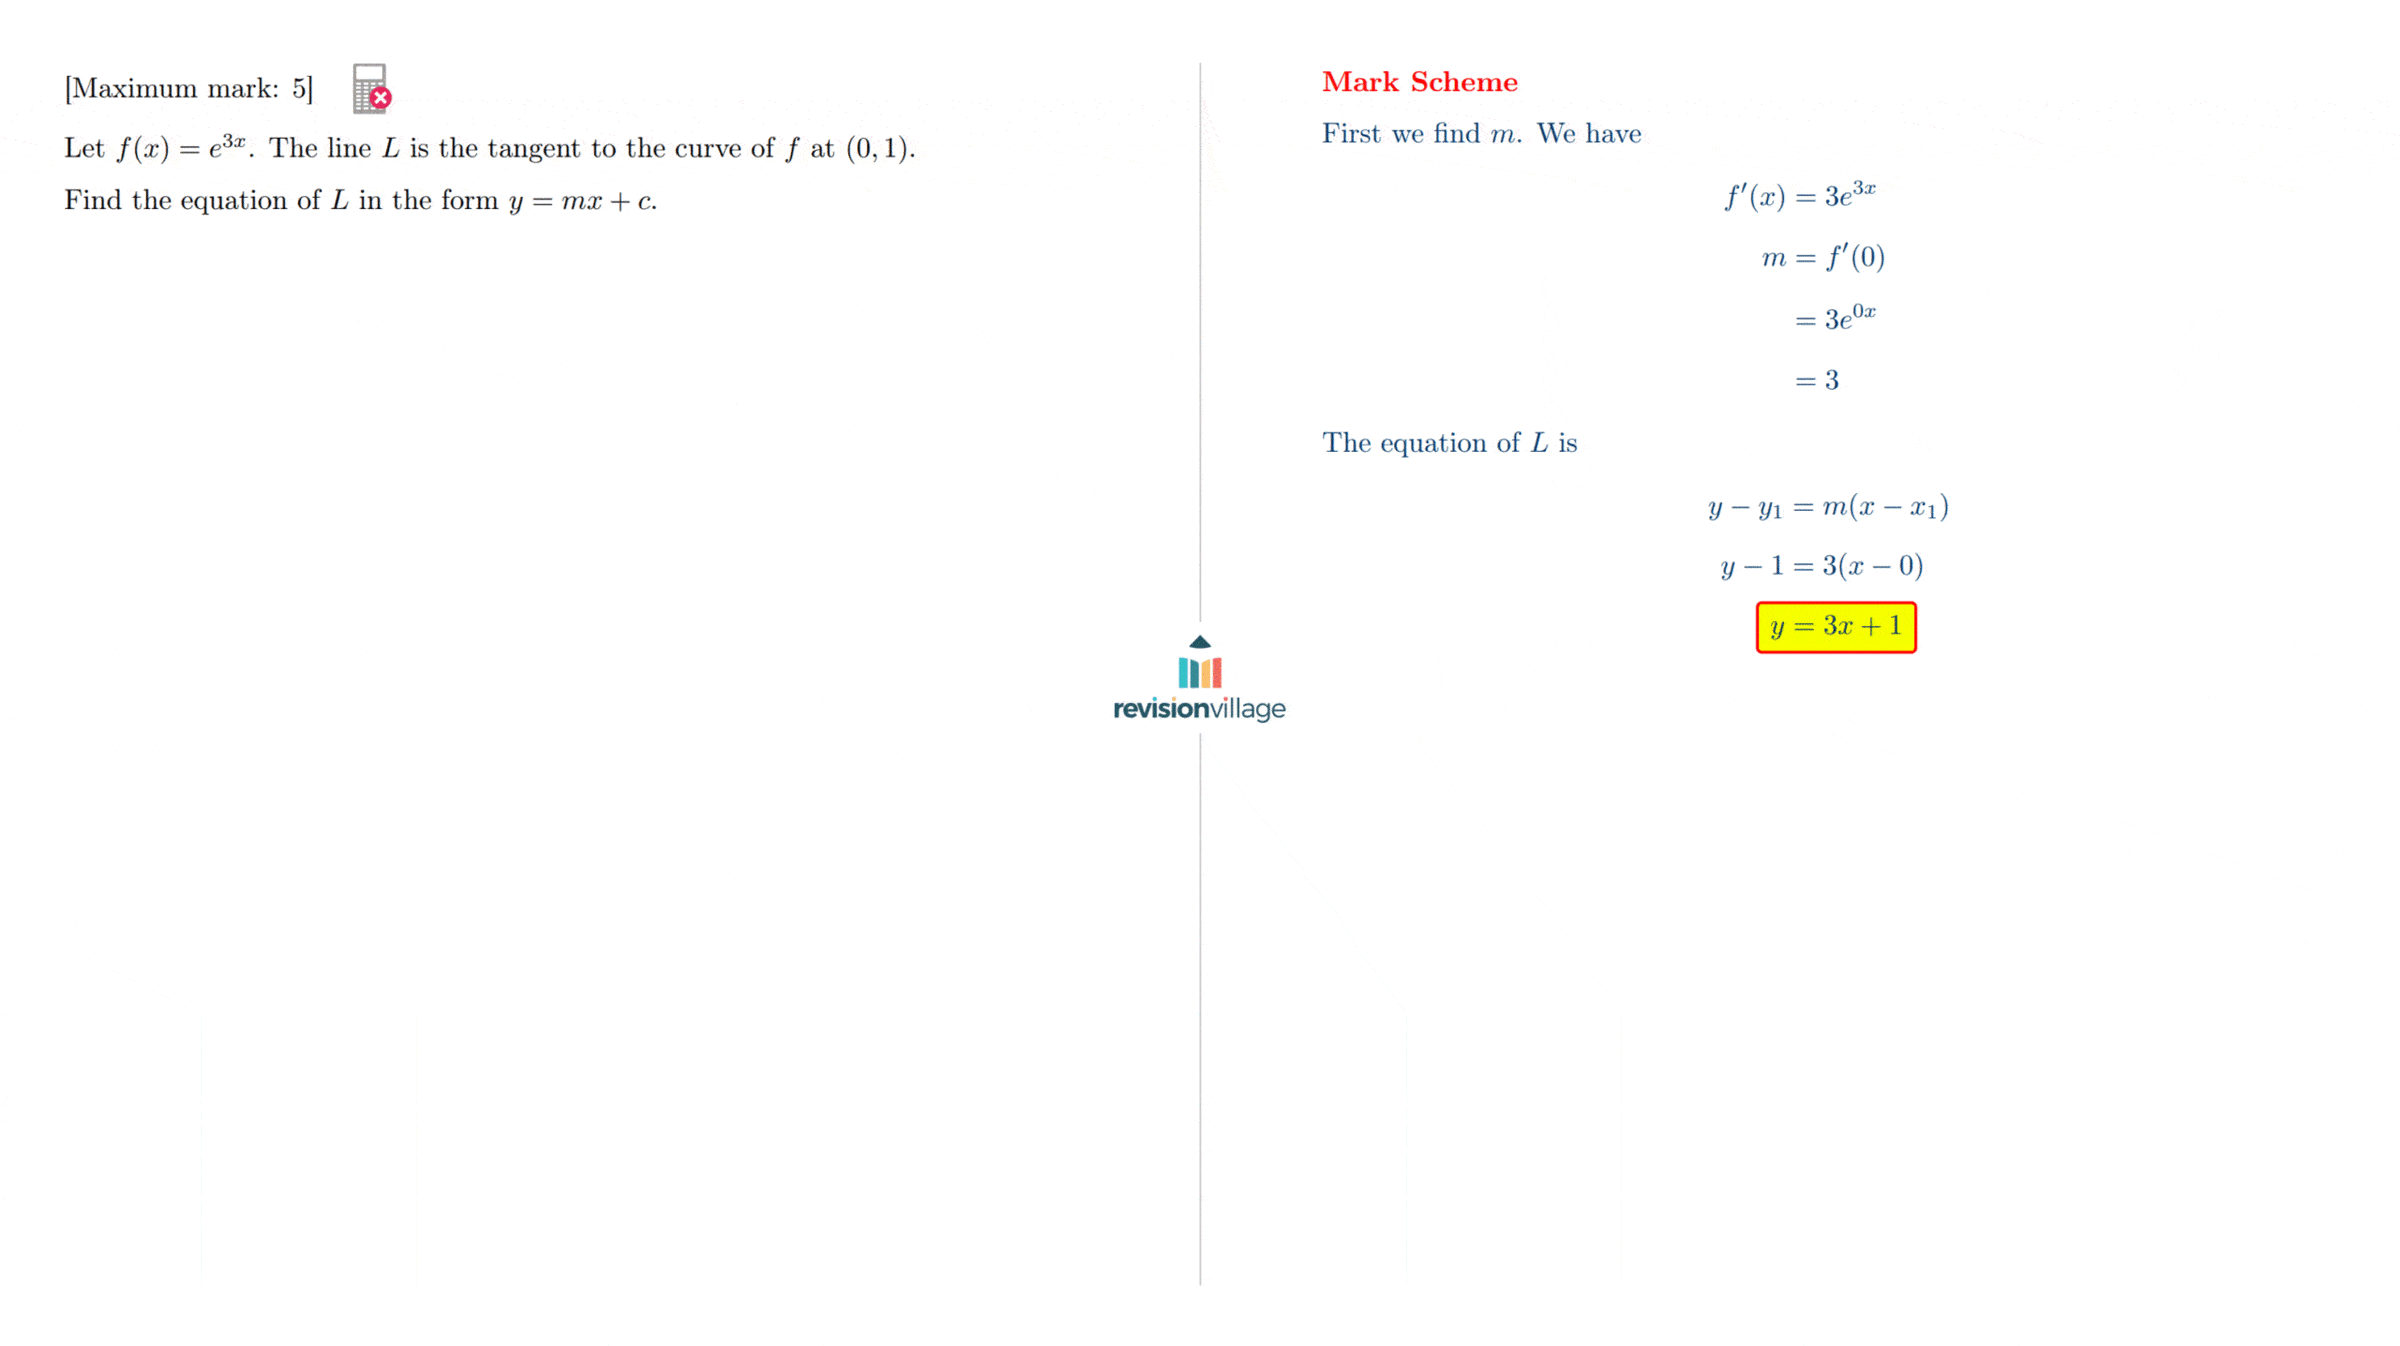 [Maximum mark: 5]
Let f(x) = e^{3x}. The line L is the tangent to the curve of f at (0, 1).
Find the equation of L in the form y = mx + c.
revisionvillage
Mark Scheme
First we find m. We have
f′(x) = 3e^{3x}
m = f′(0)
= 3e^{0x}
= 3
The equation of L is
y − y₁ = m(x − x₁)
y − 1 = 3(x − 0)
y = 3x + 1